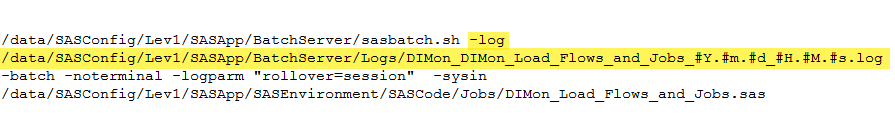 /data/SASConfig/Lev1/SASApp/BatchServer/sasbatch.sh -log
/data/SASConfig/Lev1/SASApp/BatchServer/Logs/DIMon_DIMon_Load_Flows_and_Jobs_#Y.#m.#d_#H.#M.#s.log
-batch -noterminal -logparm "rollover=session"  -sysin
/data/SASConfig/Lev1/SASApp/SASEnvironment/SASCode/Jobs/DIMon_Load_Flows_and_Jobs.sas